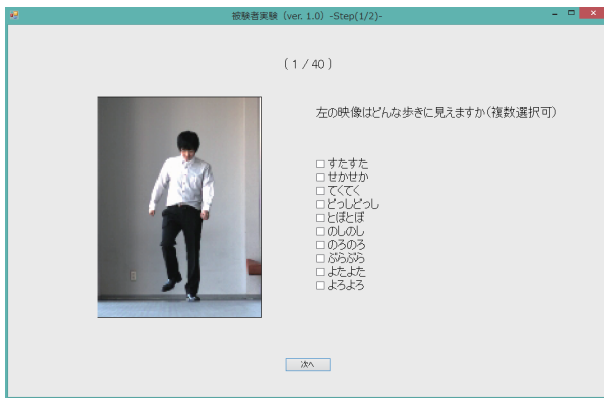 被験者実験 (ver. 1.0) -Step(1/2)-
( 1 / 40 )
左の映像はどんな歩きに見えますか(複数選択可)
すたすた
せかせか
てくてく
どっしどっし
とぼとぼ
のしのし
のろのろ
ぶらぶら
よたよた
よろよろ
次へ